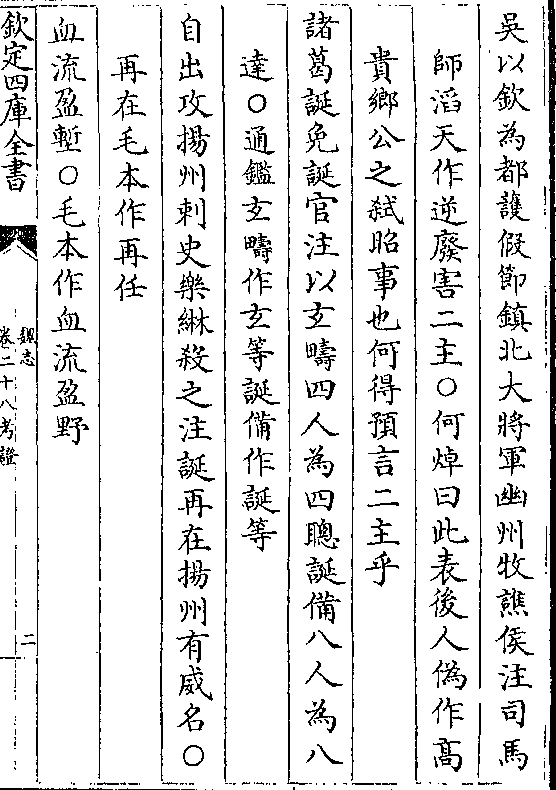 吳以欽為都護假節鎮北大將軍幽州牧譙侯注司馬
師滔天作逆廢害二主○何焯曰此表後人偽作高
貴鄉公之弑昭事也何得預言二主乎
諸葛誕免誕官注以玄疇四人為四聰誕備八人為八
達○通鑑玄疇作玄等誕備作誕等
自出攻揚州刺史樂綝殺之注誕再在揚州有威名○
再在毛本作再任
血流盈塹○毛本作血流盈野
欽定四庫全書
魏志
卷二十八考證
二